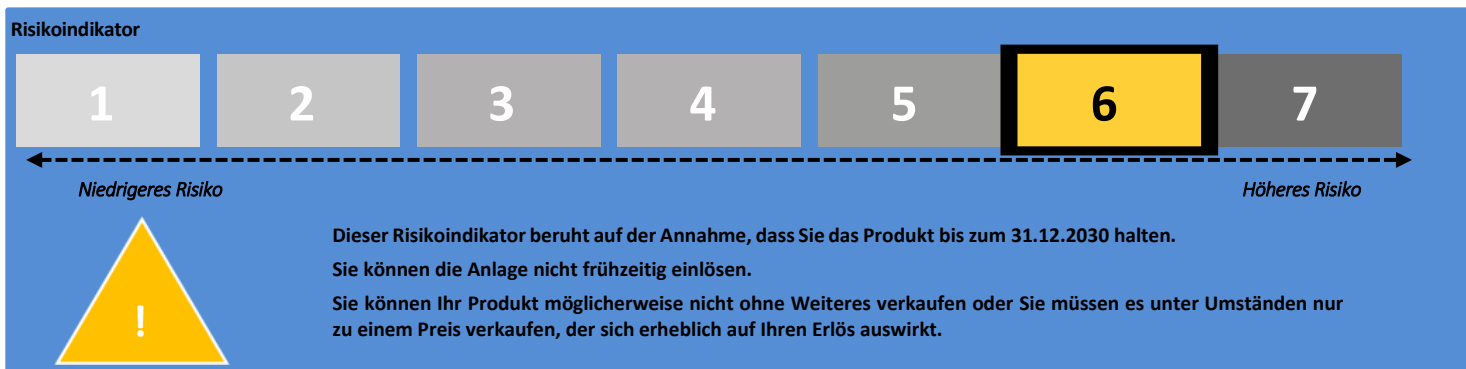 Risikoindikator
1 2 3 4 5 6 7
Niedrigeres Risiko Höheres Risiko
Dieser Risikoindikator beruht auf der Annahme, dass Sie das Produkt bis zum 31.12.2030 halten.
Sie können die Anlage nicht frühzeitig einlösen.
Sie können Ihr Produkt möglicherweise nicht ohne Weiteres verkaufen oder Sie müssen es unter Umständen nur
zu einem Preis verkaufen, der sich erheblich auf Ihren Erlös auswirkt.
!